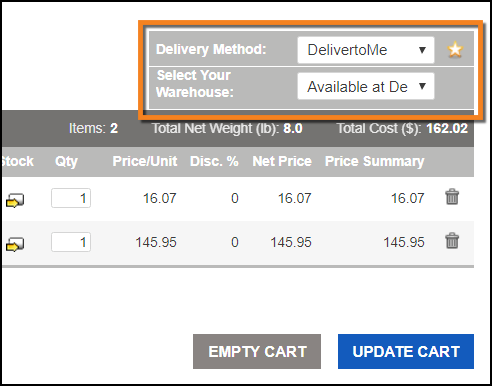 Delivery Method: DelivertoMe
Select Your
Warehouse: Available at De
Items: 2 Total Net Weight (lb): 8.0 Total Cost ($): 162.02
Stock Qty Price/Unit Disc. % Net Price Price Summary
1 16.07 0 16.07 16.07
1 145.95 0 145.95 145.95
EMPTY CART UPDATE CART